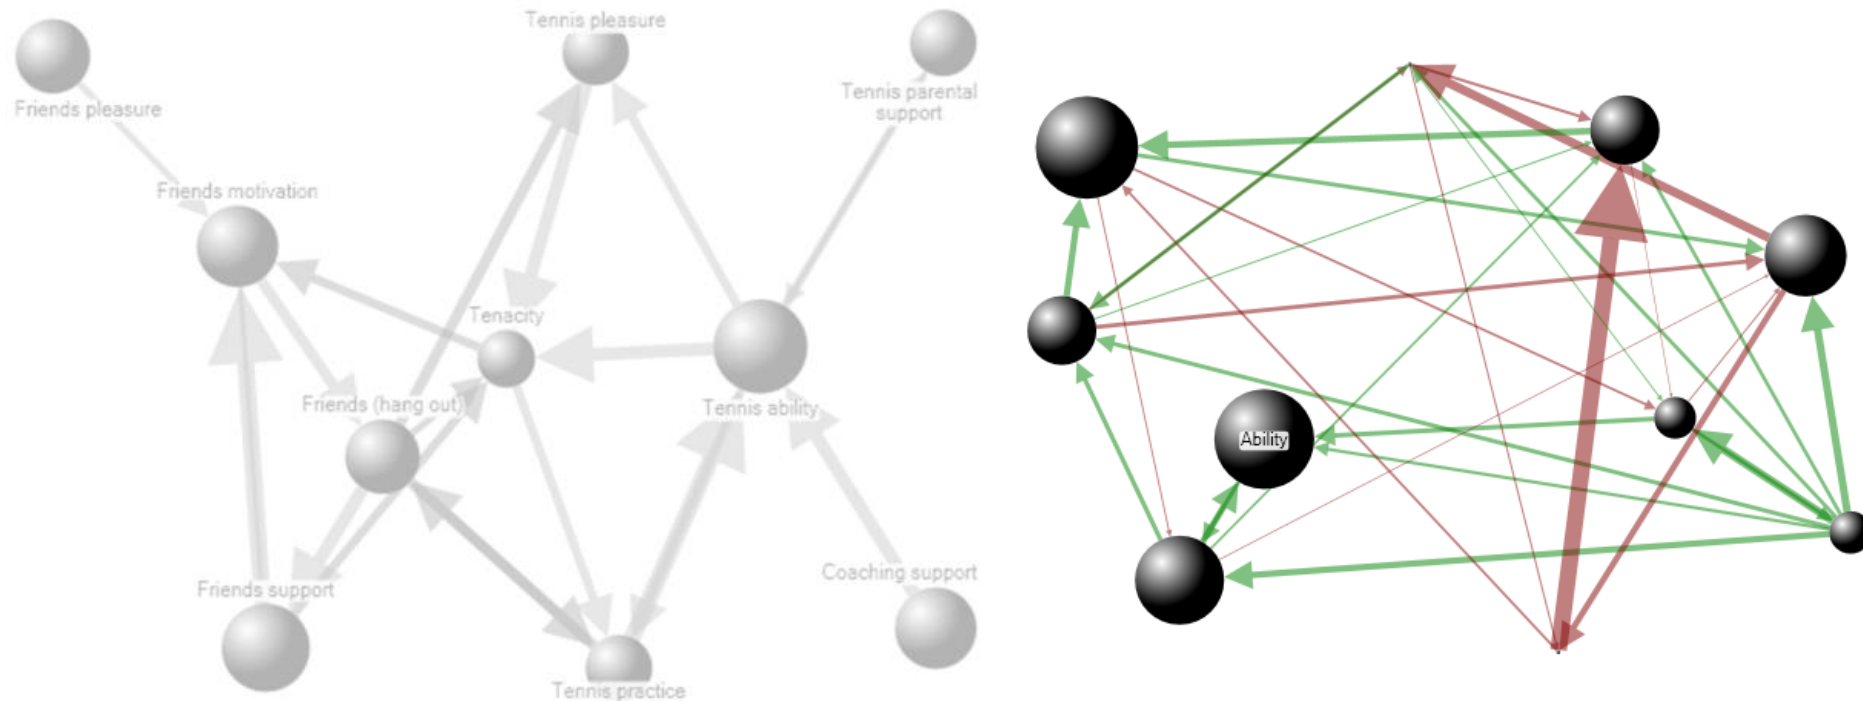 Tennis pleasure
Friends pleasure
Tennis parental
support
Friends motivation
Tenacity
Friends (hang out)
Tennis ability
Ability
Friends support
Coaching support
Tennis practice